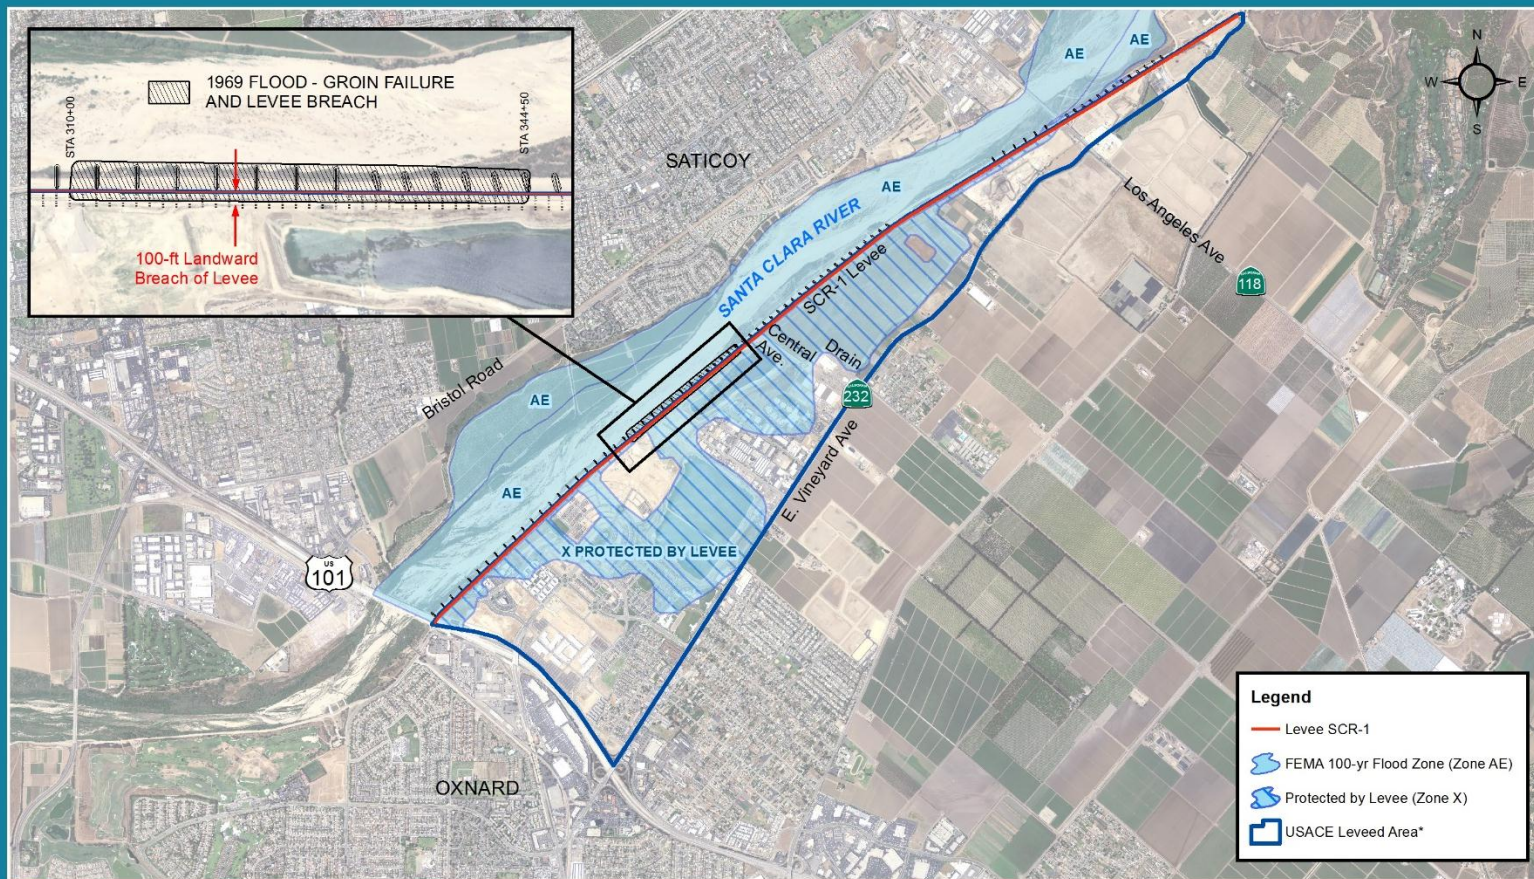 1969 FLOOD - GROIN FAILURE
AND LEVEE BREACH
STA 310+00
STA 344+50
100-ft Landward
Breach of Levee
AE
AE
N
W
E
S
SATICOY
AE
SANTA CLARA RIVER
SCR-1 Levee
Los Angeles Ave
118
Central
Ave.
Drain
Bristol Road
232
AE
E. Vineyard Ave
AE
X PROTECTED BY LEVEE
US
101
OXNARD
Legend
Levee SCR-1
FEMA 100-yr Flood Zone (Zone AE)
Protected by Levee (Zone X)
USACE Leveed Area*